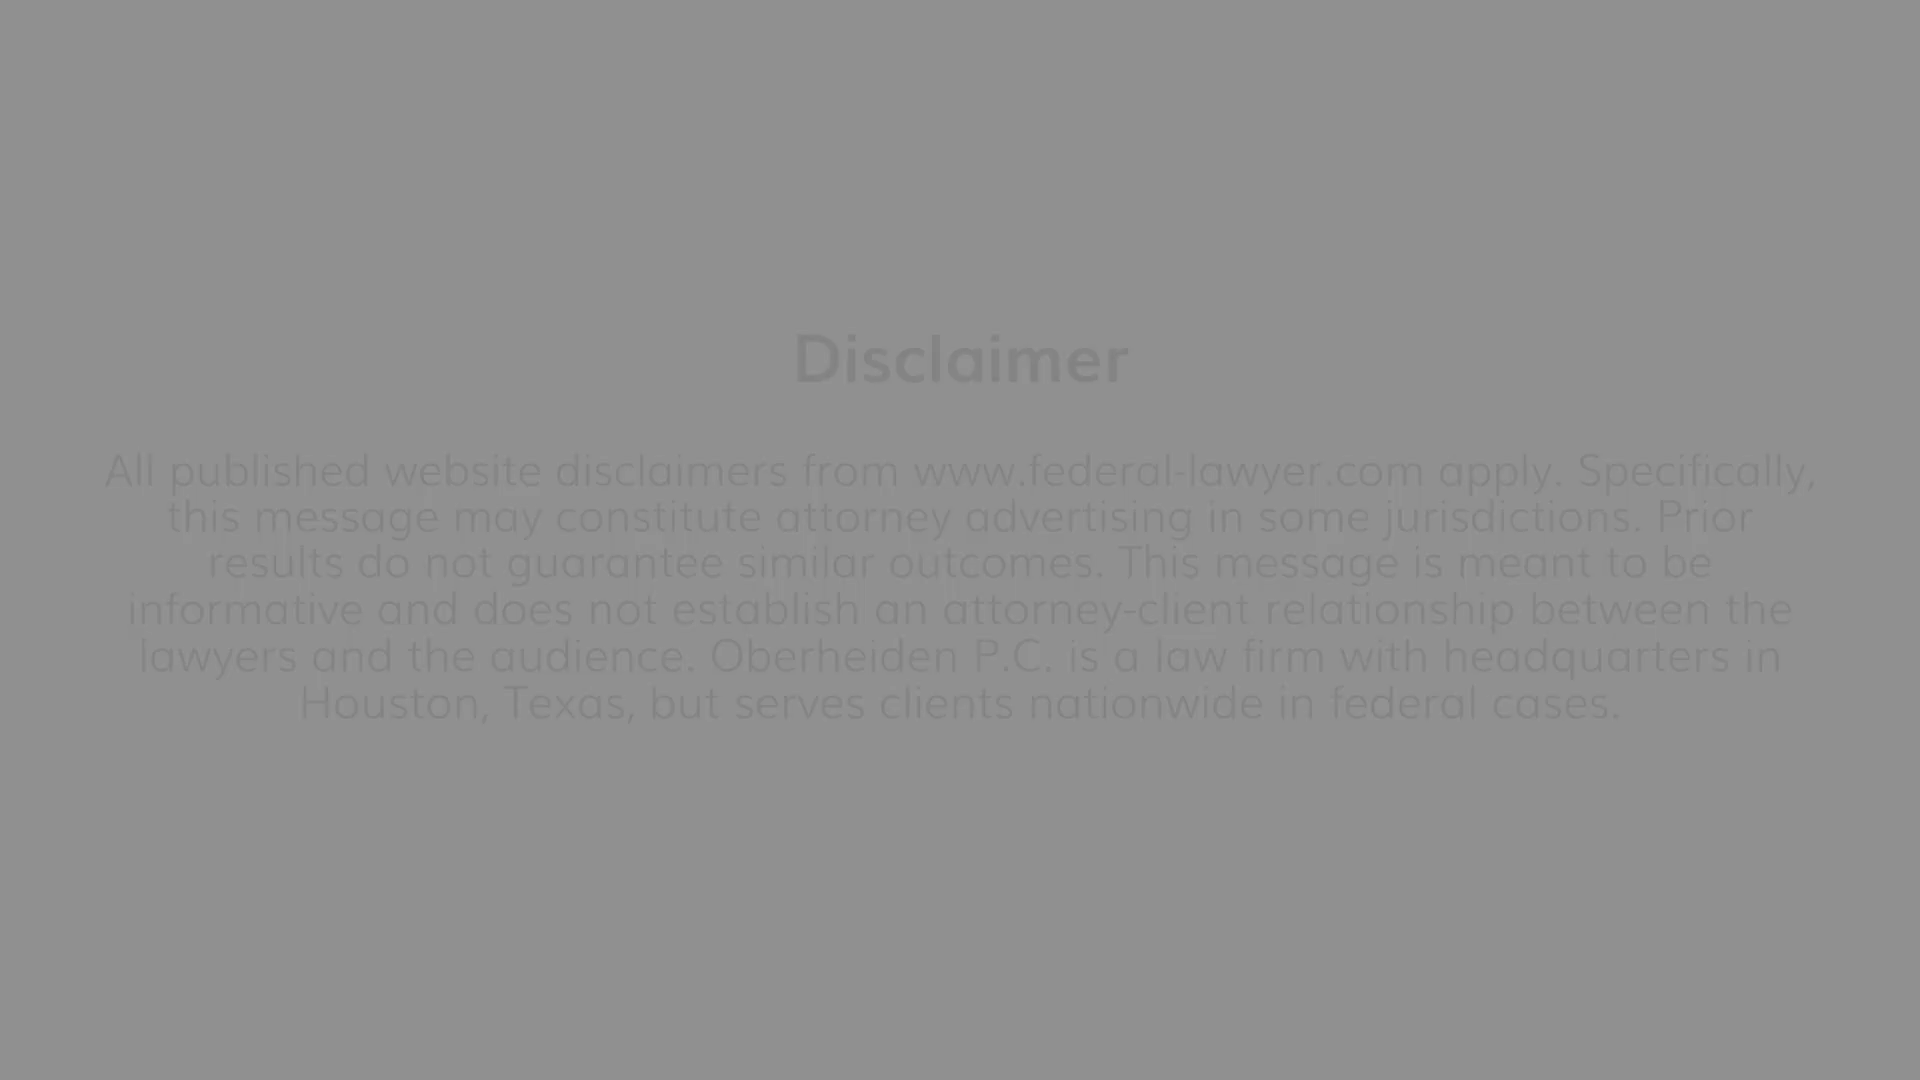 Disclaimer
All published website disclaimers from www.federal-lawyer.com apply. Specifically,
this message may constitute attorney advertising in some jurisdictions. Prior
results do not guarantee similar outcomes. This message is meant to be
informative and does not establish an attorney-client relationship between the
lawyers and the audience. Oberheiden P.C. is a law firm with headquarters in
Houston, Texas, but serves clients nationwide in federal cases.